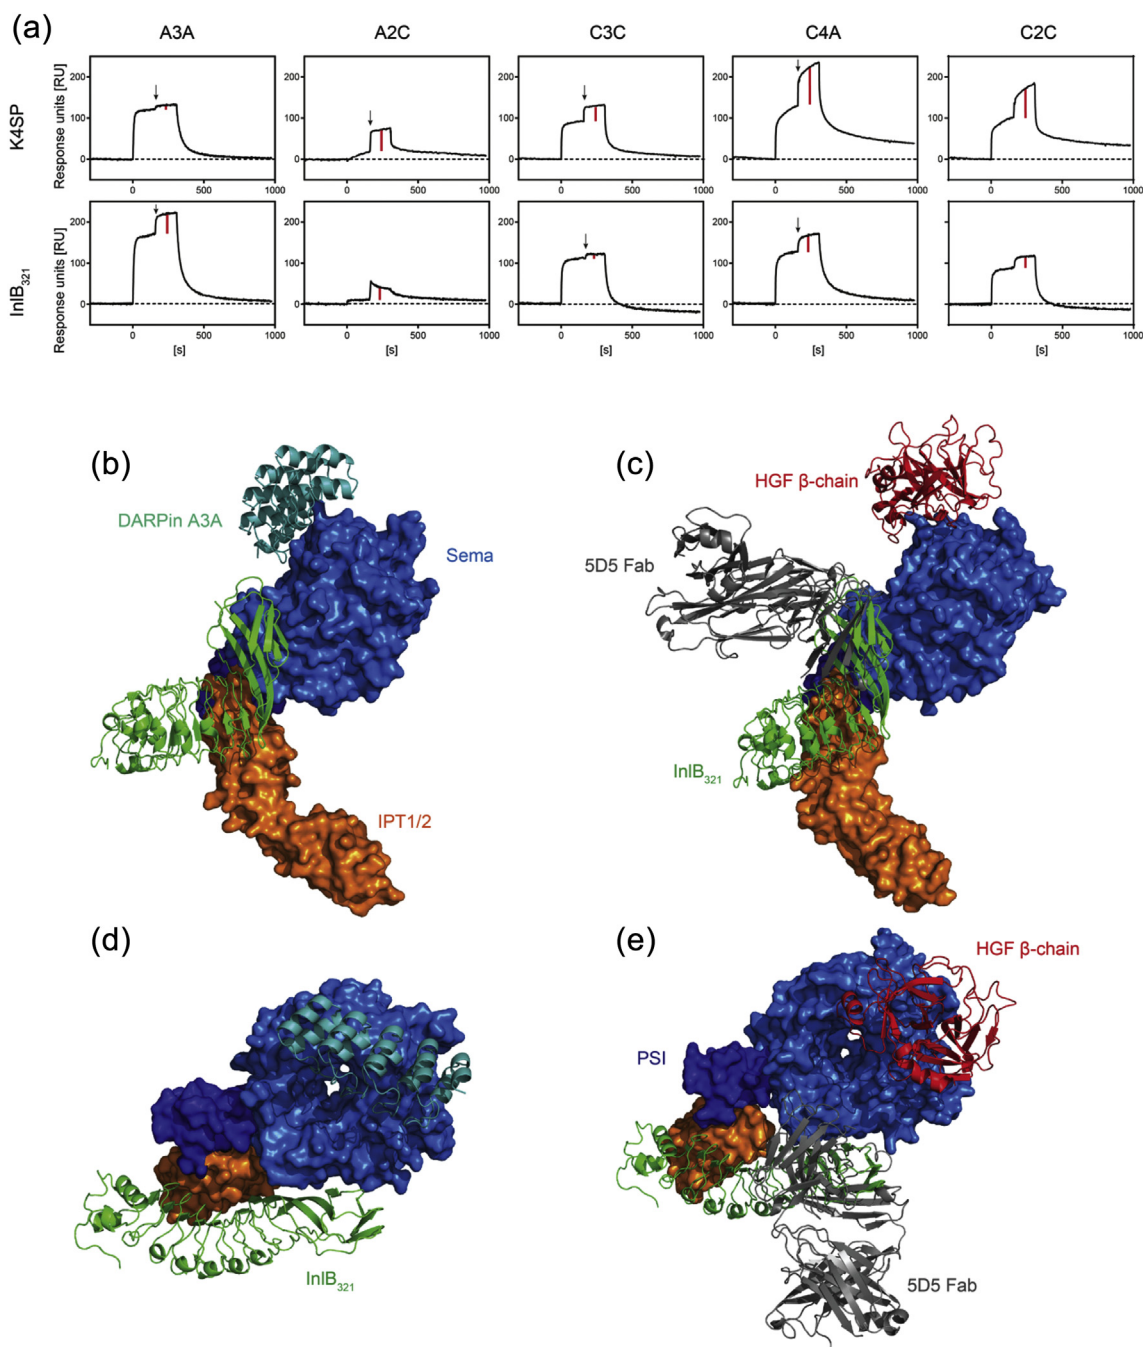 (a)
A3A
A2C
C3C
C4A
C2C
K4SP
Response units [RU]
200
100
0
200
100
0
200
100
0
200
100
0
200
100
0
0
500
1000
0
500
1000
0
500
1000
0
500
1000
0
500
1000
InlB321
Response units [RU]
200
100
0
200
100
0
200
100
0
200
100
0
200
100
0
0
500
1000
0
500
1000
0
500
1000
0
500
1000
0
500
1000
[s]
[s]
[s]
[s]
[s]
(b)
DARPin A3A
Sema
IPT1/2
(c)
HGF β-chain
5D5 Fab
InlB321
(d)
InlB321
(e)
HGF β-chain
PSI
5D5 Fab